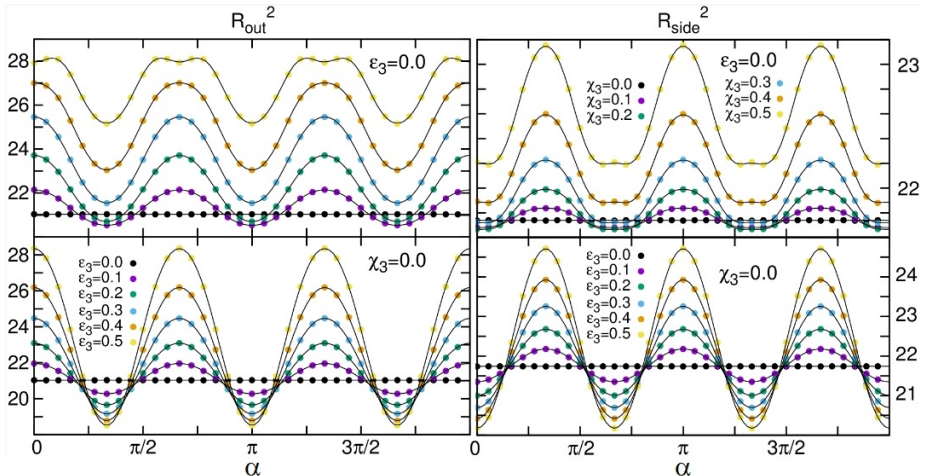 R_out^2
R_side^2
28
26
24
22
ε₃=0.0
23
22
χ₃=0.0
χ₃=0.1
χ₃=0.2
ε₃=0.0
χ₃=0.3
χ₃=0.4
χ₃=0.5
28
26
24
22
20
ε₃=0.0
ε₃=0.1
ε₃=0.2
ε₃=0.3
ε₃=0.4
ε₃=0.5
χ₃=0.0
ε₃=0.0
ε₃=0.1
ε₃=0.2
ε₃=0.3
ε₃=0.4
ε₃=0.5
χ₃=0.0
24
23
22
21
0 π/2 π 3π/2
α
0 π/2 π 3π/2
α